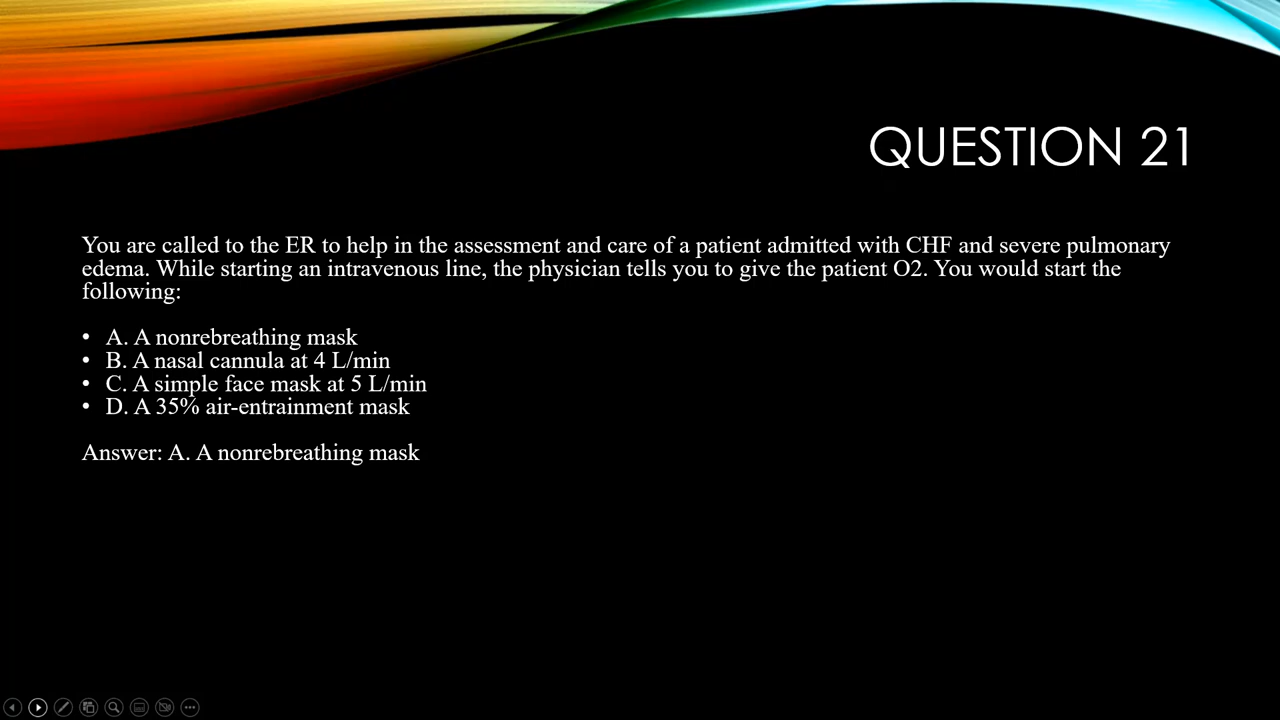 QUESTION 21
You are called to the ER to help in the assessment and care of a patient admitted with CHF and severe pulmonary
edema. While starting an intravenous line, the physician tells you to give the patient O2. You would start the
following:
• A. A nonrebreathing mask
• B. A nasal cannula at 4 L/min
• C. A simple face mask at 5 L/min
• D. A 35% air-entrainment mask
Answer: A. A nonrebreathing mask